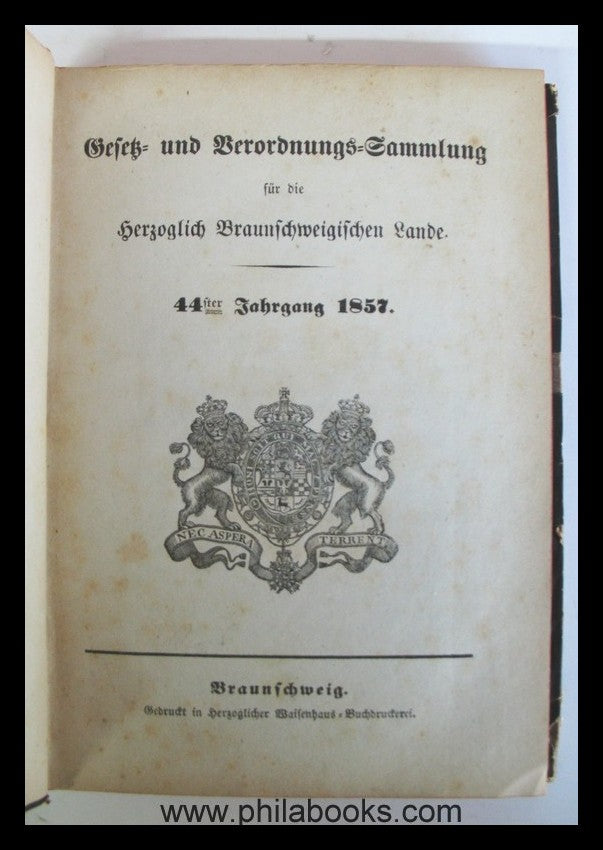 Gesetz- und Verordnungs-Sammlung
für die
Herzoglich Braunschweigischen Lande.
44ster Jahrgang 1857.
NEC ASPERA TERRENT
Braunschweig.
Gedruckt in Herzoglicher Waisenhaus-Buchdruckerei.
www.philabooks.com